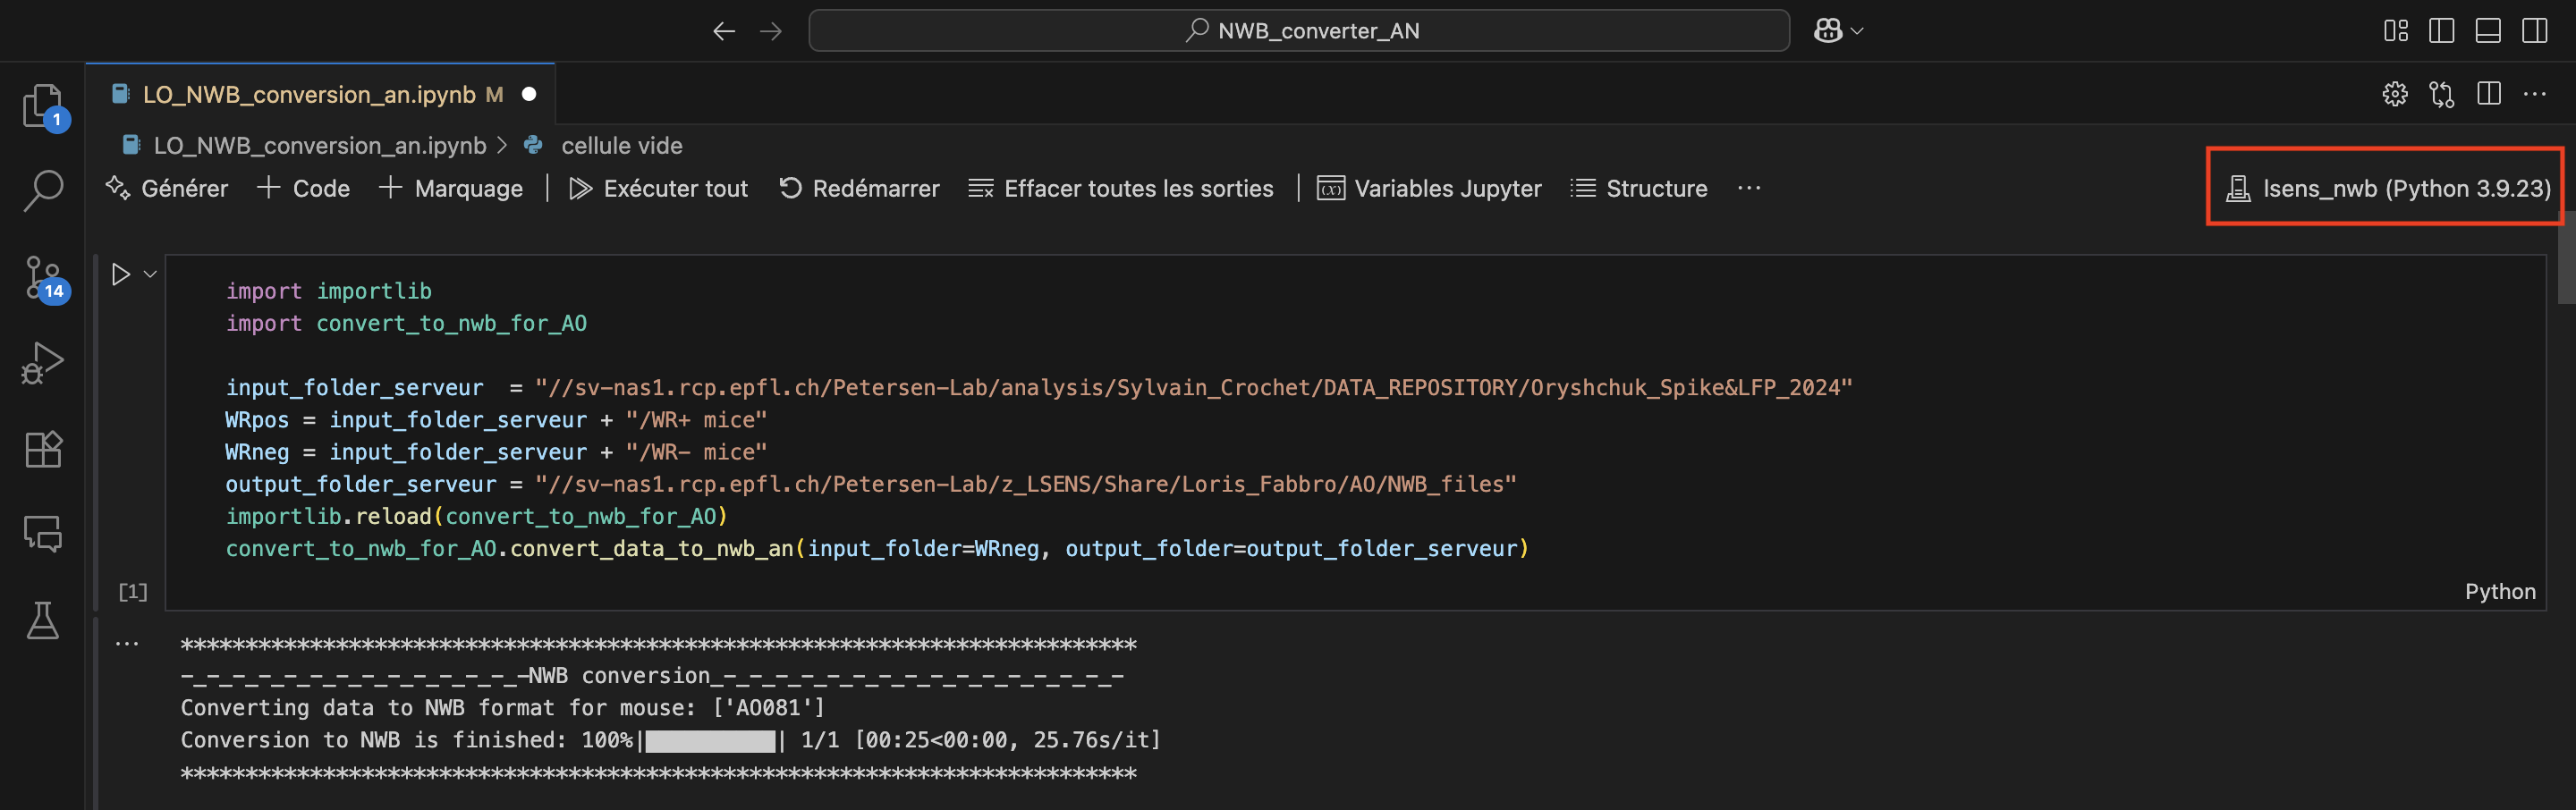 NWB_converter_AN
LO_NWB_conversion_an.ipynb M
1
LO_NWB_conversion_an.ipynb > cellule vide
Générer + Code + Marquage | Exécuter tout Redémarrer Effacer toutes les sorties | Variables Jupyter Structure ...
lsens_nwb (Python 3.9.23)
14
import importlib
import convert_to_nwb_for_AO
input_folder_serveur  = "//sv-nas1.rcp.epfl.ch/Petersen-Lab/analysis/Sylvain_Crochet/DATA_REPOSITORY/Oryshchuk_Spike&LFP_2024"
WRpos = input_folder_serveur + "/WR+ mice"
WRneg = input_folder_serveur + "/WR- mice"
output_folder_serveur = "//sv-nas1.rcp.epfl.ch/Petersen-Lab/z_LSENS/Share/Loris_Fabbro/AO/NWB_files"
importlib.reload(convert_to_nwb_for_AO)
convert_to_nwb_for_AO.convert_data_to_nwb_an(input_folder=WRneg, output_folder=output_folder_serveur)
[1]
Python
**************************************************************************
-_-_-_-_-_-_-_-_-_-_-_-_-_-NWB conversion_-_-_-_-_-_-_-_-_-_-_-_-_-_-_-_-
Converting data to NWB format for mouse: ['AO081']
Conversion to NWB is finished: 100%|██████████| 1/1 [00:25<00:00, 25.76s/it]
**************************************************************************